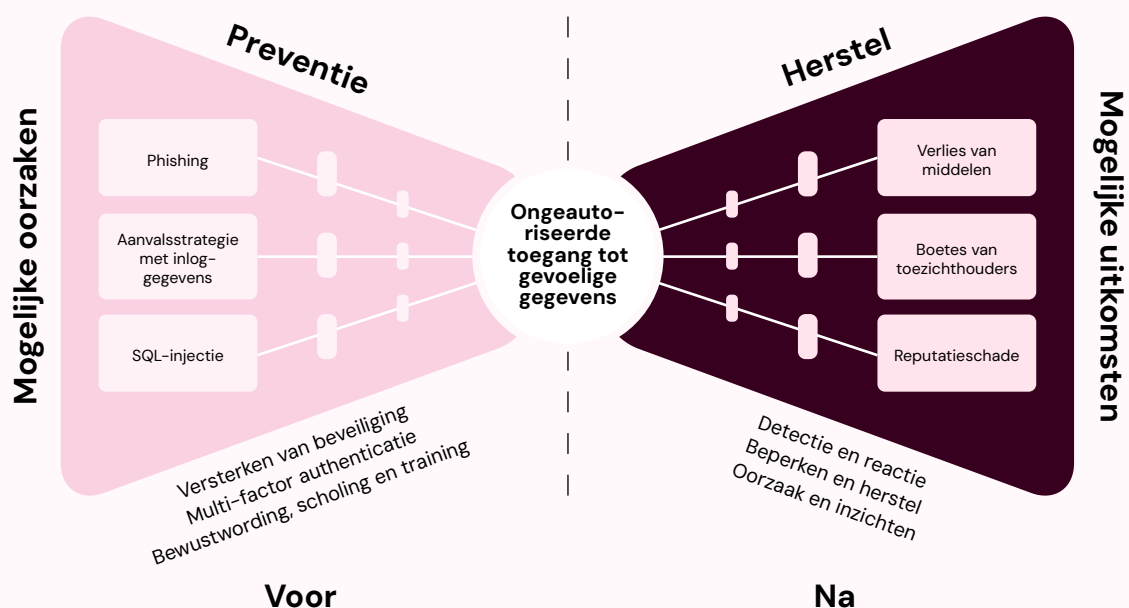 Preventie
Herstel
Mogelijke oorzaken
Mogelijke uitkomsten
Phishing
Aanvalsstrategie
met inlog-
gegevens
SQL-injectie
Ongeauto-
riseerde
toegang tot
gevoelige
gegevens
Verlies van
middelen
Boetes van
toezichthouders
Reputatieschade
Versterken van beveiliging
Multi-factor authenticatie
Bewustwording, scholing en training
Detectie en reactie
Beperken en herstel
Oorzaak en inzichten
Voor
Na